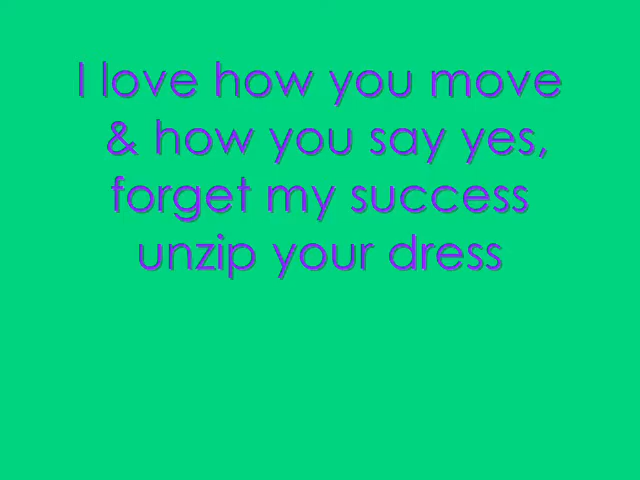 I love how you move
& how you say yes,
forget my success
unzip your dress